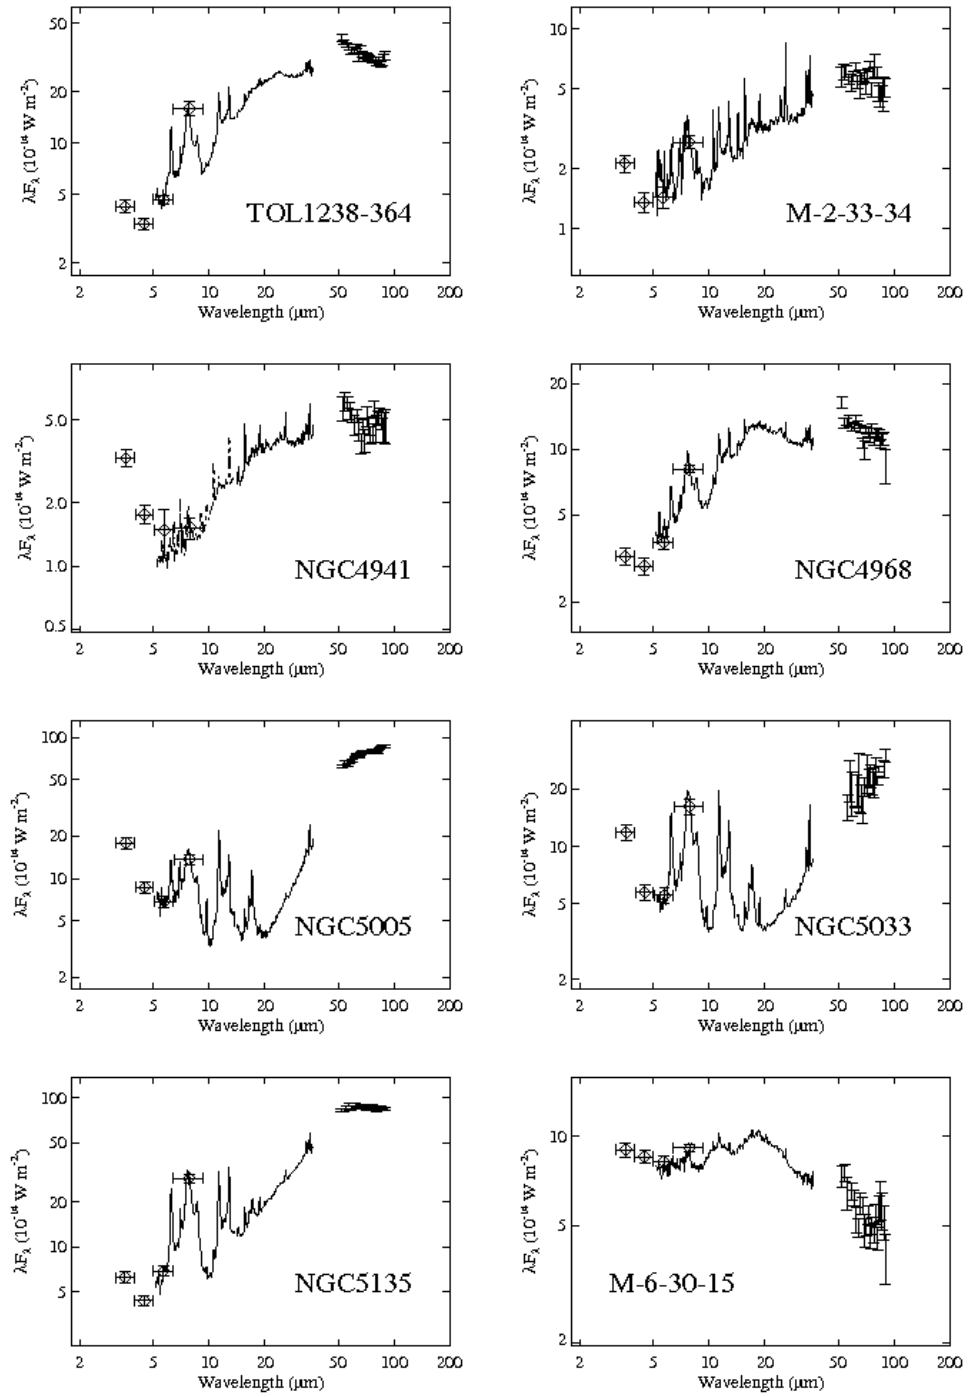 50
20
10
5
2
λFλ (10⁻¹⁴ W m⁻²)
TOL1238-364
2 5 10 20 50 100 200
Wavelength (μm)
10
5
2
1
λFλ (10⁻¹⁴ W m⁻²)
M-2-33-34
2 5 10 20 50 100 200
Wavelength (μm)
5.0
2.0
1.0
0.5
λFλ (10⁻¹⁴ W m⁻²)
NGC4941
2 5 10 20 50 100 200
Wavelength (μm)
20
10
5
2
λFλ (10⁻¹⁴ W m⁻²)
NGC4968
2 5 10 20 50 100 200
Wavelength (μm)
100
50
20
10
5
2
λFλ (10⁻¹⁴ W m⁻²)
NGC5005
2 5 10 20 50 100 200
Wavelength (μm)
20
10
5
2
λFλ (10⁻¹⁴ W m⁻²)
NGC5033
2 5 10 20 50 100 200
Wavelength (μm)
100
50
20
10
5
λFλ (10⁻¹⁴ W m⁻²)
NGC5135
2 5 10 20 50 100 200
Wavelength (μm)
10
5
2
λFλ (10⁻¹⁴ W m⁻²)
M-6-30-15
2 5 10 20 50 100 200
Wavelength (μm)